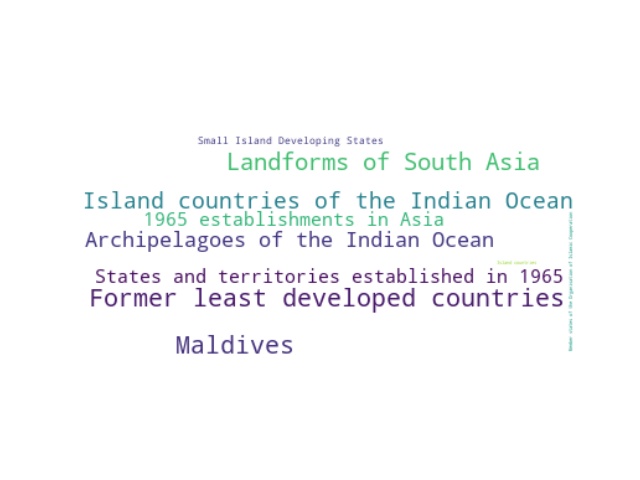 Small Island Developing States
Landforms of South Asia
Island countries of the Indian Ocean
1965 establishments in Asia
Archipelagoes of the Indian Ocean
Island countries
States and territories established in 1965
Former least developed countries
Maldives
Member states of the Organisation of Islamic Cooperation